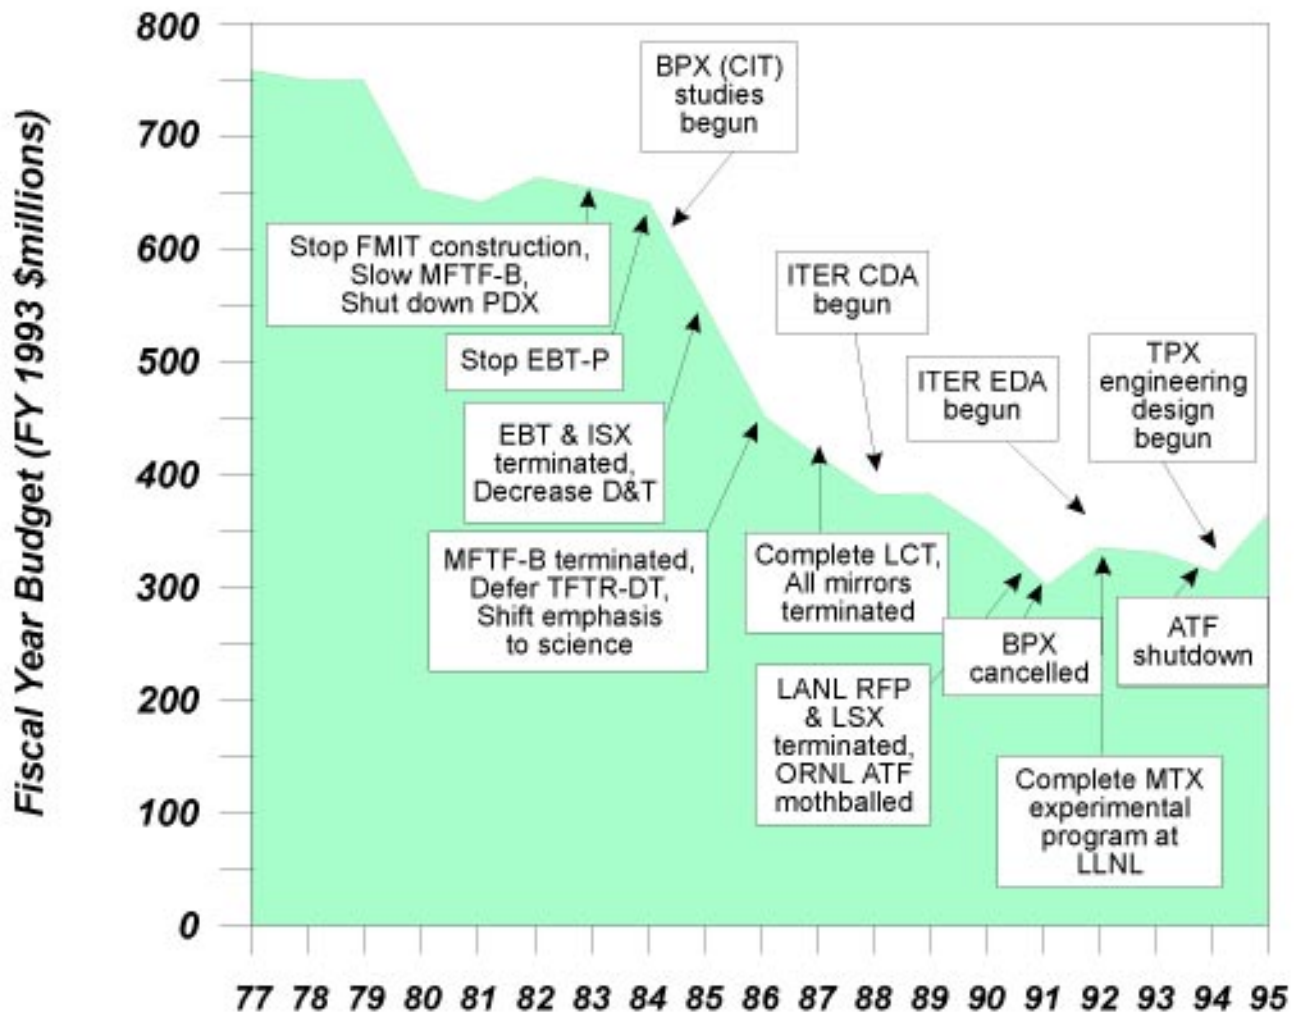 Fiscal Year Budget (FY 1993 $millions)
800
700
600
500
400
300
200
100
0
BPX (CIT)
studies
begun
Stop FMIT construction,
Slow MFTF-B,
Shut down PDX
Stop EBT-P
EBT & ISX
terminated,
Decrease D&T
MFTF-B terminated,
Defer TFTR-DT,
Shift emphasis
to science
ITER CDA
begun
Complete LCT,
All mirrors
terminated
LANL RFP
& LSX
terminated,
ORNL ATF
mothballed
ITER EDA
begun
BPX
cancelled
Complete MTX
experimental
program at
LLNL
TPX
engineering
design
begun
ATF
shutdown
77 78 79 80 81 82 83 84 85 86 87 88 89 90 91 92 93 94 95